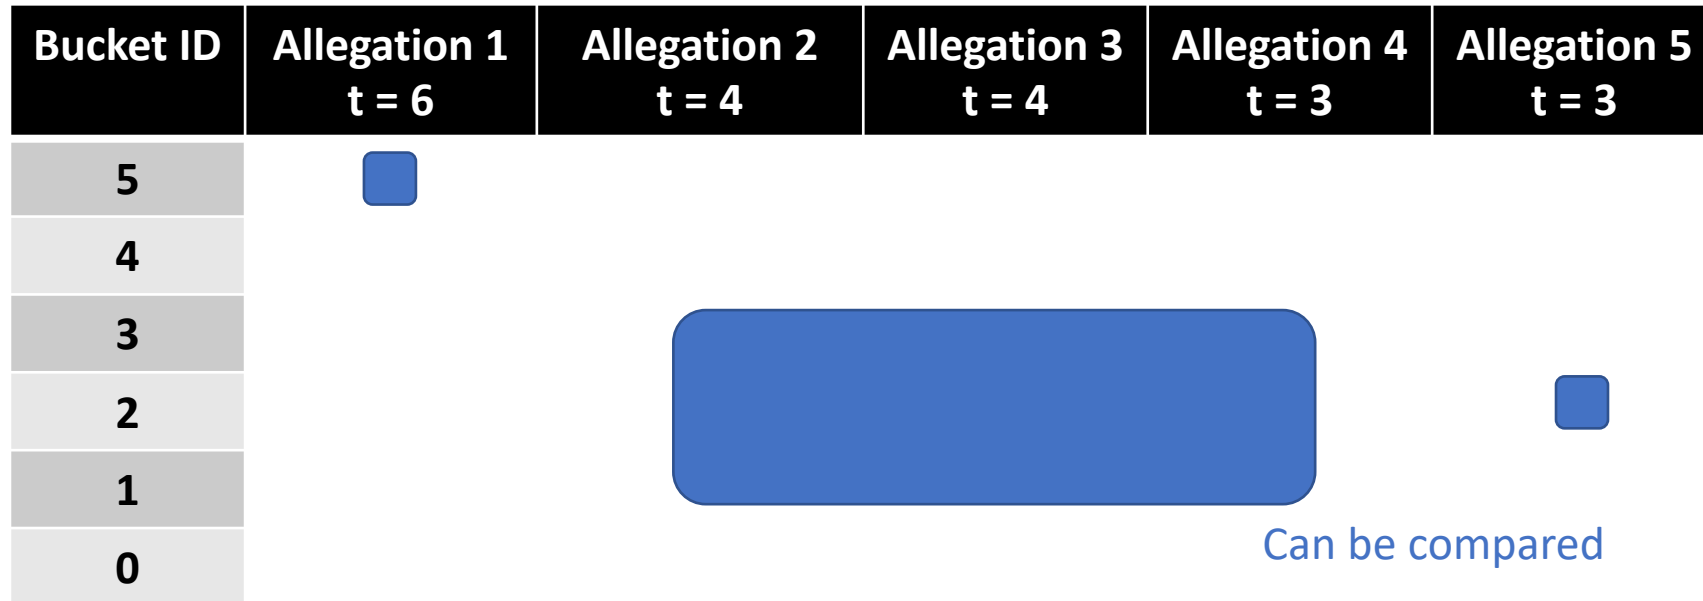 Bucket ID Allegation 1 Allegation 2 Allegation 3 Allegation 4 Allegation 5
t = 6 t = 4 t = 4 t = 3 t = 3
5
4
3
2
1
Can be compared
0